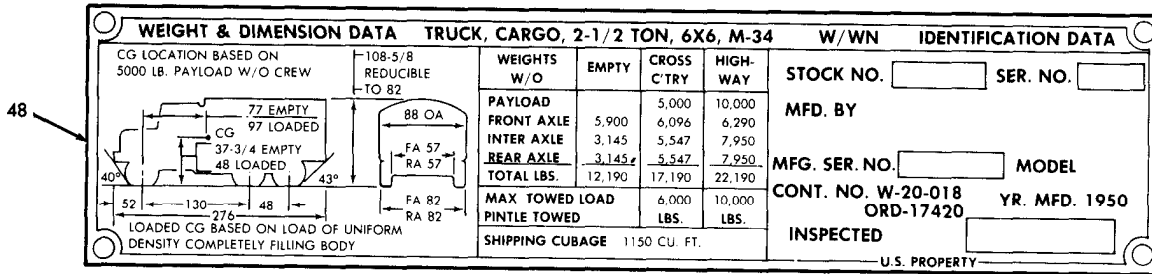 48
WEIGHT & DIMENSION DATA TRUCK, CARGO, 2-1/2 TON, 6X6, M-34 W/WN IDENTIFICATION DATA
CG LOCATION BASED ON
5000 LB. PAYLOAD W/O CREW
108-5/8
REDUCIBLE
TO 82
77 EMPTY
97 LOADED
CG
37-3/4 EMPTY
48 LOADED
40°
43°
52 130 48
276
LOADED CG BASED ON LOAD OF UNIFORM
DENSITY COMPLETELY FILLING BODY
88 OA
FA 57
RA 57
FA 82
RA 82
WEIGHTS W/O EMPTY CROSS C'TRY HIGH-WAY
PAYLOAD 5,000 10,000
FRONT AXLE 5,900 6,096 6,290
INTER AXLE 3,145 5,547 7,950
REAR AXLE 3,145 5,547 7,950
TOTAL LBS. 12,190 17,190 22,190
MAX TOWED LOAD 6,000 10,000
PINTLE TOWED LBS. LBS.
SHIPPING CUBAGE 1150 CU. FT.
STOCK NO. SER. NO.
MFD. BY
MFG. SER. NO. MODEL
CONT. NO. W-20-018 YR. MFD. 1950
ORD-17420
INSPECTED
U.S. PROPERTY